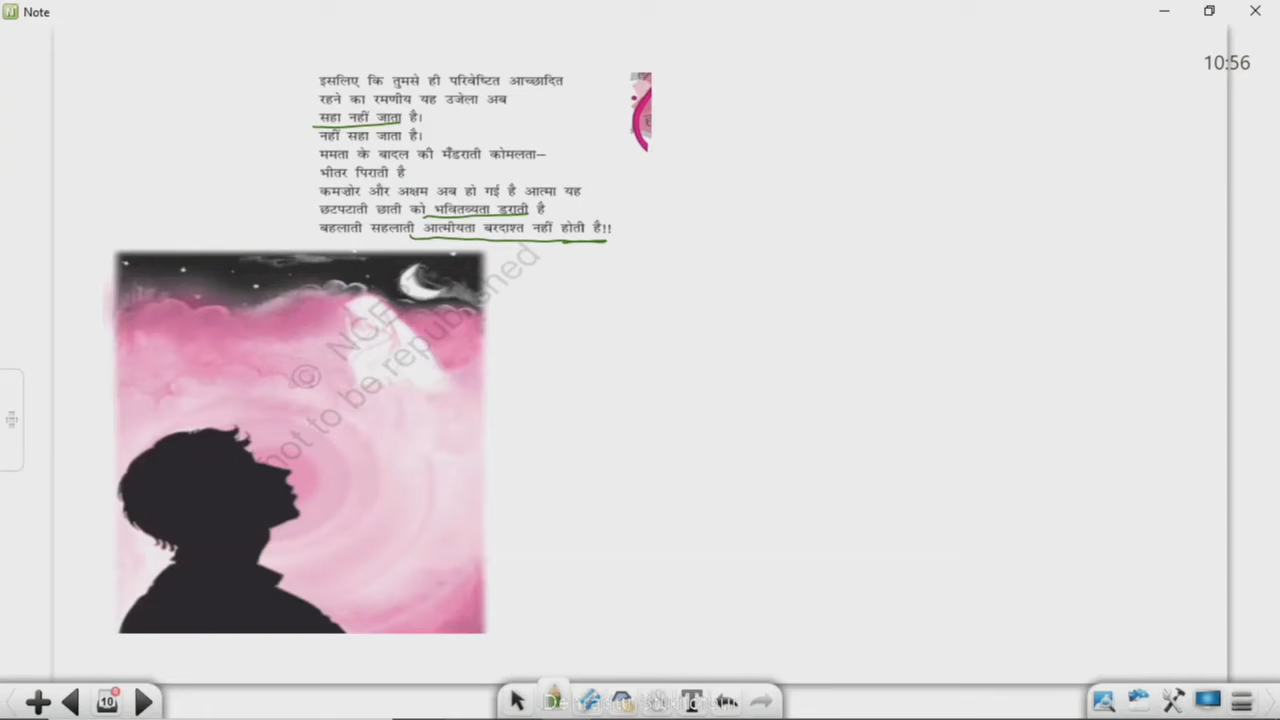 Note
10:56
इसलिए कि तुमसे ही परिवेष्टित आच्छादित
रहने का रमणीय यह उजेला अब
सहा नहीं जाता है।
नहीं सहा जाता है।
ममता के बादल की मँडराती कोमलता—
भीतर पिराती है
कमज़ोर और अक्षम अब हो गई है आत्मा यह
छटपटाती छाती को भवितव्यता डराती है
बहलाती सहलाती आत्मीयता बरदाश्त नहीं होती है!!
not to be republished
10